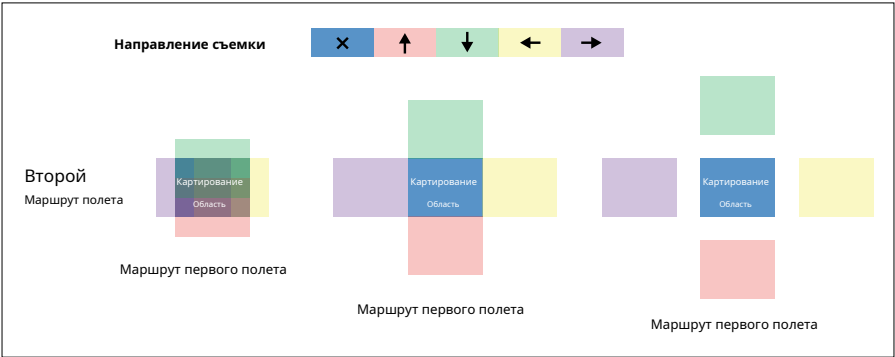 Направление съемки
Второй
Маршрут полета
Картирование
Область
Маршрут первого полета
Картирование
Область
Маршрут первого полета
Картирование
Область
Маршрут первого полета